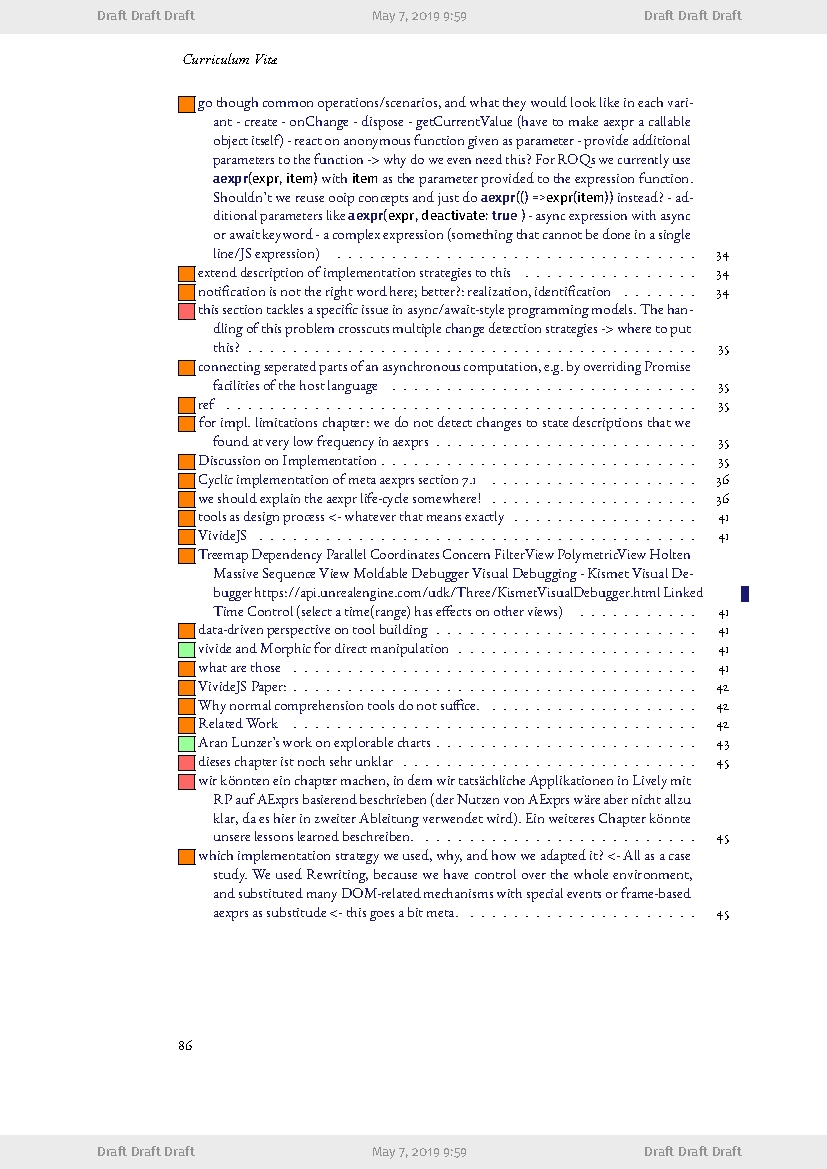 Draft Draft Draft May 7, 2019 9:59 Draft Draft Draft
Curriculum Vitæ
go though common operations/scenarios, and what they would look like in each vari-
ant - create - onChange - dispose - getCurrentValue (have to make aexpr a callable
object itself) - react on anonymous function given as parameter - provide additional
parameters to the function -> why do we even need this? For ROQs we currently use
aexpr(expr, item) with item as the parameter provided to the expression function.
Shouldn't we reuse ooip concepts and just do aexpr(() =>expr(item)) instead? - ad-
ditional parameters like aexpr(expr, deactivate: true ) - async expression with async
or await keyword - a complex expression (something that cannot be done in a single
line/JS expression) . . . . . . . . . . . . . . . . . . . . . . . . . . . . . . . . . 34
extend description of implementation strategies to this . . . . . . . . . . . . . . . . 34
notification is not the right word here; better?: realization, identification . . . . . . . 34
this section tackles a specific issue in async/await-style programming models. The han-
dling of this problem crosscuts multiple change detection strategies -> where to put
this? . . . . . . . . . . . . . . . . . . . . . . . . . . . . . . . . . . . . . . . . . 35
connecting seperated parts of an asynchronous computation, e.g. by overriding Promise
facilities of the host language . . . . . . . . . . . . . . . . . . . . . . . . . . . . 35
ref . . . . . . . . . . . . . . . . . . . . . . . . . . . . . . . . . . . . . . . . . . . 35
for impl. limitations chapter: we do not detect changes to state descriptions that we
found at very low frequency in aexprs . . . . . . . . . . . . . . . . . . . . . . . . 35
Discussion on Implementation . . . . . . . . . . . . . . . . . . . . . . . . . . . . . 35
Cyclic implementation of meta aexprs section 7.1 . . . . . . . . . . . . . . . . . . . 36
we should explain the aexpr life-cycle somewhere! . . . . . . . . . . . . . . . . . . . 36
tools as design process <- whatever that means exactly . . . . . . . . . . . . . . . . . 41
VivideJS . . . . . . . . . . . . . . . . . . . . . . . . . . . . . . . . . . . . . . . . 41
Treemap Dependency Parallel Coordinates Concern FilterView PolymetricView Holten
Massive Sequence View Moldable Debugger Visual Debugging - Kismet Visual De-
bugger https://api.unrealengine.com/udk/Three/KismetVisualDebugger.html Linked
Time Control (select a time(range) has effects on other views) . . . . . . . . . . . 41
data-driven perspective on tool building . . . . . . . . . . . . . . . . . . . . . . . . 41
vivide and Morphic for direct manipulation . . . . . . . . . . . . . . . . . . . . . . 41
what are those . . . . . . . . . . . . . . . . . . . . . . . . . . . . . . . . . . . . . 41
VivideJS Paper: . . . . . . . . . . . . . . . . . . . . . . . . . . . . . . . . . . . . . 42
Why normal comprehension tools do not suffice. . . . . . . . . . . . . . . . . . . . 42
Related Work . . . . . . . . . . . . . . . . . . . . . . . . . . . . . . . . . . . . . 42
Aran Lunzer's work on explorable charts . . . . . . . . . . . . . . . . . . . . . . . . 43
dieses chapter ist noch sehr unklar . . . . . . . . . . . . . . . . . . . . . . . . . . . 45
wir könnten ein chapter machen, in dem wir tatsächliche Applikationen in Lively mit
RP auf AExprs basierend beschrieben (der Nutzen von AExprs wäre aber nicht allzu
klar, da es hier in zweiter Ableitung verwendet wird). Ein weiteres Chapter könnte
unsere lessons learned beschreiben. . . . . . . . . . . . . . . . . . . . . . . . . . 45
which implementation strategy we used, why, and how we adapted it? <- All as a case
study. We used Rewriting, because we have control over the whole environment,
and substituted many DOM-related mechanisms with special events or frame-based
aexprs as substitude <- this goes a bit meta. . . . . . . . . . . . . . . . . . . . . . 45
86
Draft Draft Draft May 7, 2019 9:59 Draft Draft Draft